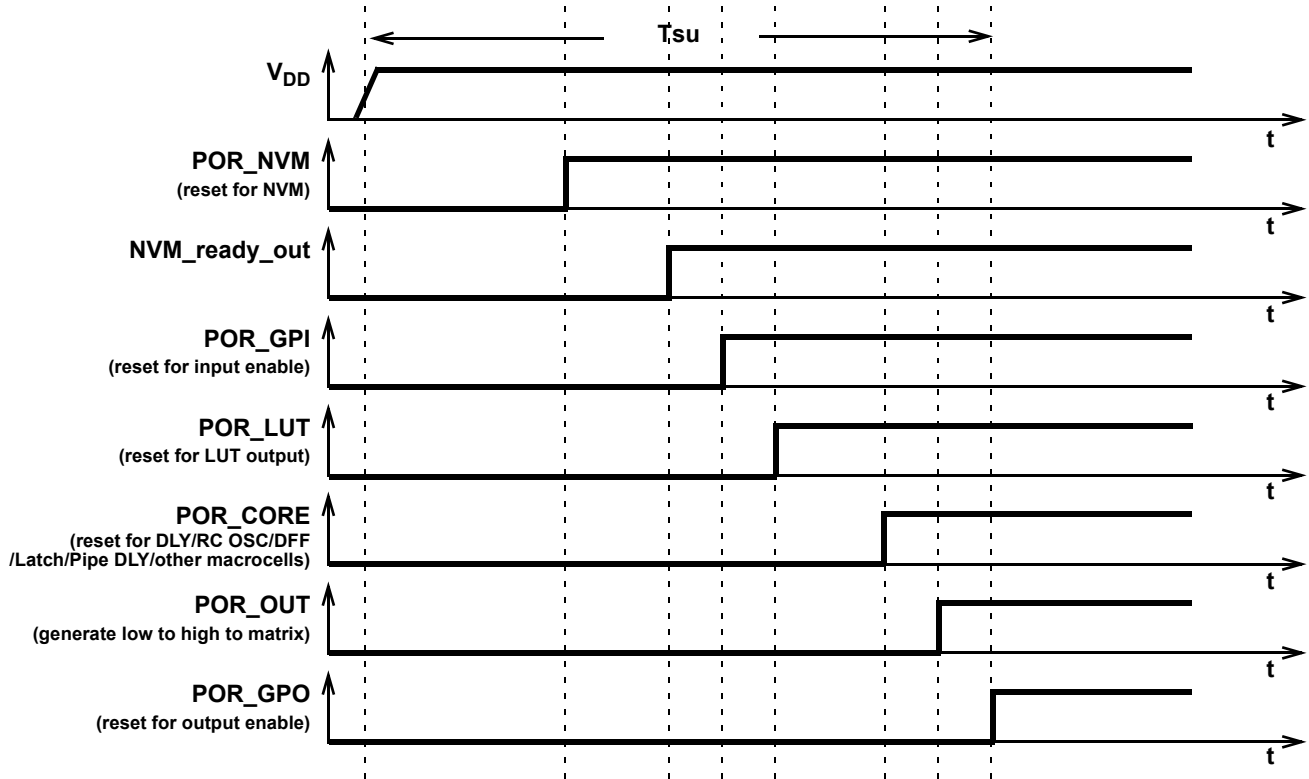 Tsu
VDD
t
POR_NVM
(reset for NVM)
t
NVM_ready_out
t
POR_GPI
(reset for input enable)
t
POR_LUT
(reset for LUT output)
t
POR_CORE
(reset for DLY/RC OSC/DFF
/Latch/Pipe DLY/other macrocells)
t
POR_OUT
(generate low to high to matrix)
t
POR_GPO
(reset for output enable)
t